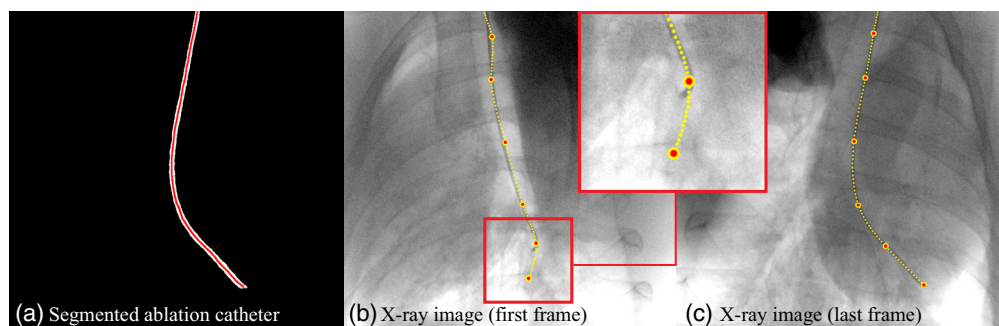 (a) Segmented ablation catheter
(b) X-ray image (first frame)
(c) X-ray image (last frame)